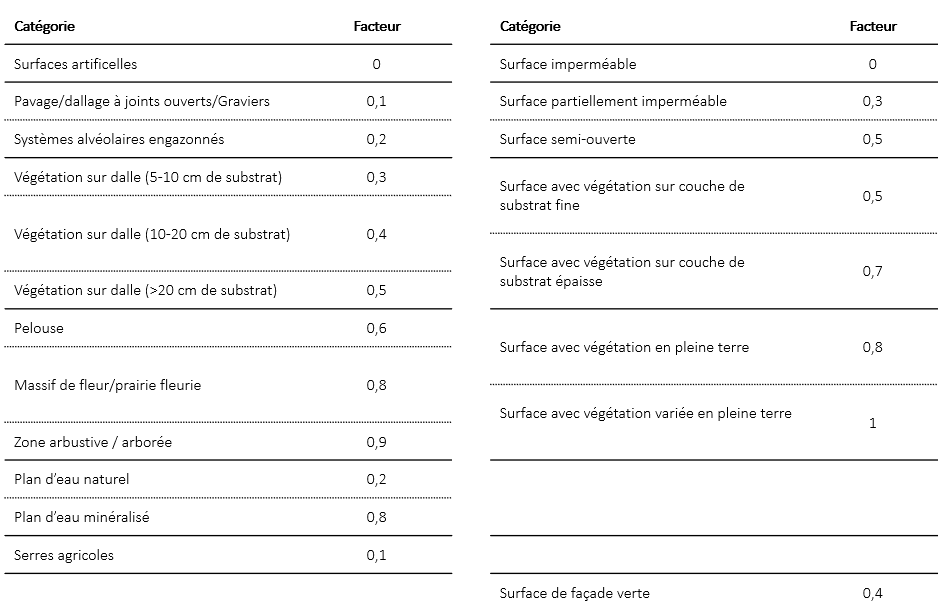 Catégorie Facteur
Surfaces artificelles 0
Pavage/dallage à joints ouverts/Graviers 0,1
Systèmes alvéolaires engazonnés 0,2
Végétation sur dalle (5-10 cm de substrat) 0,3
Végétation sur dalle (10-20 cm de substrat) 0,4
Végétation sur dalle (>20 cm de substrat) 0,5
Pelouse 0,6
Massif de fleur/prairie fleurie 0,8
Zone arbustive / arborée 0,9
Plan d’eau naturel 0,2
Plan d’eau minéralisé 0,8
Serres agricoles 0,1
Catégorie Facteur
Surface imperméable 0
Surface partiellement imperméable 0,3
Surface semi-ouverte 0,5
Surface avec végétation sur couche de
substrat fine 0,5
Surface avec végétation sur couche de
substrat épaisse 0,7
Surface avec végétation en pleine terre 0,8
Surface avec végétation variée en pleine terre 1
Surface de façade verte 0,4